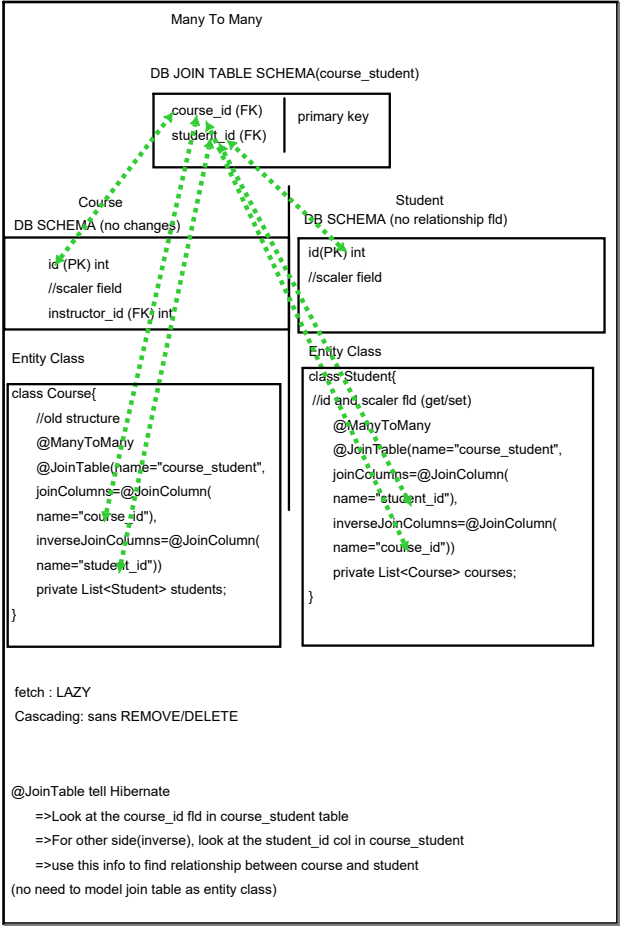 Many To Many
DB JOIN TABLE SCHEMA(course_student)
course_id (FK)
student_id (FK)
primary key
Course
DB SCHEMA (no changes)
id (PK) int
//scaler field
instructor_id (FK) int
Student
DB SCHEMA (no relationship fld)
id(PK) int
//scaler field
Entity Class
class Course{
//old structure
@ManyToMany
@JoinTable(name="course_student",
joinColumns=@JoinColumn(
name="course_id"),
inverseJoinColumns=@JoinColumn(
name="student_id"))
private List<Student> students;
}
Entity Class
class Student{
//id and scaler fld (get/set)
@ManyToMany
@JoinTable(name="course_student",
joinColumns=@JoinColumn(
name="student_id"),
inverseJoinColumns=@JoinColumn(
name="course_id"))
private List<Course> courses;
}
fetch : LAZY
Cascading: sans REMOVE/DELETE
@JoinTable tell Hibernate
=>Look at the course_id fld in course_student table
=>For other side(inverse), look at the student_id col in course_student
=>use this info to find relationship between course and student
(no need to model join table as entity class)